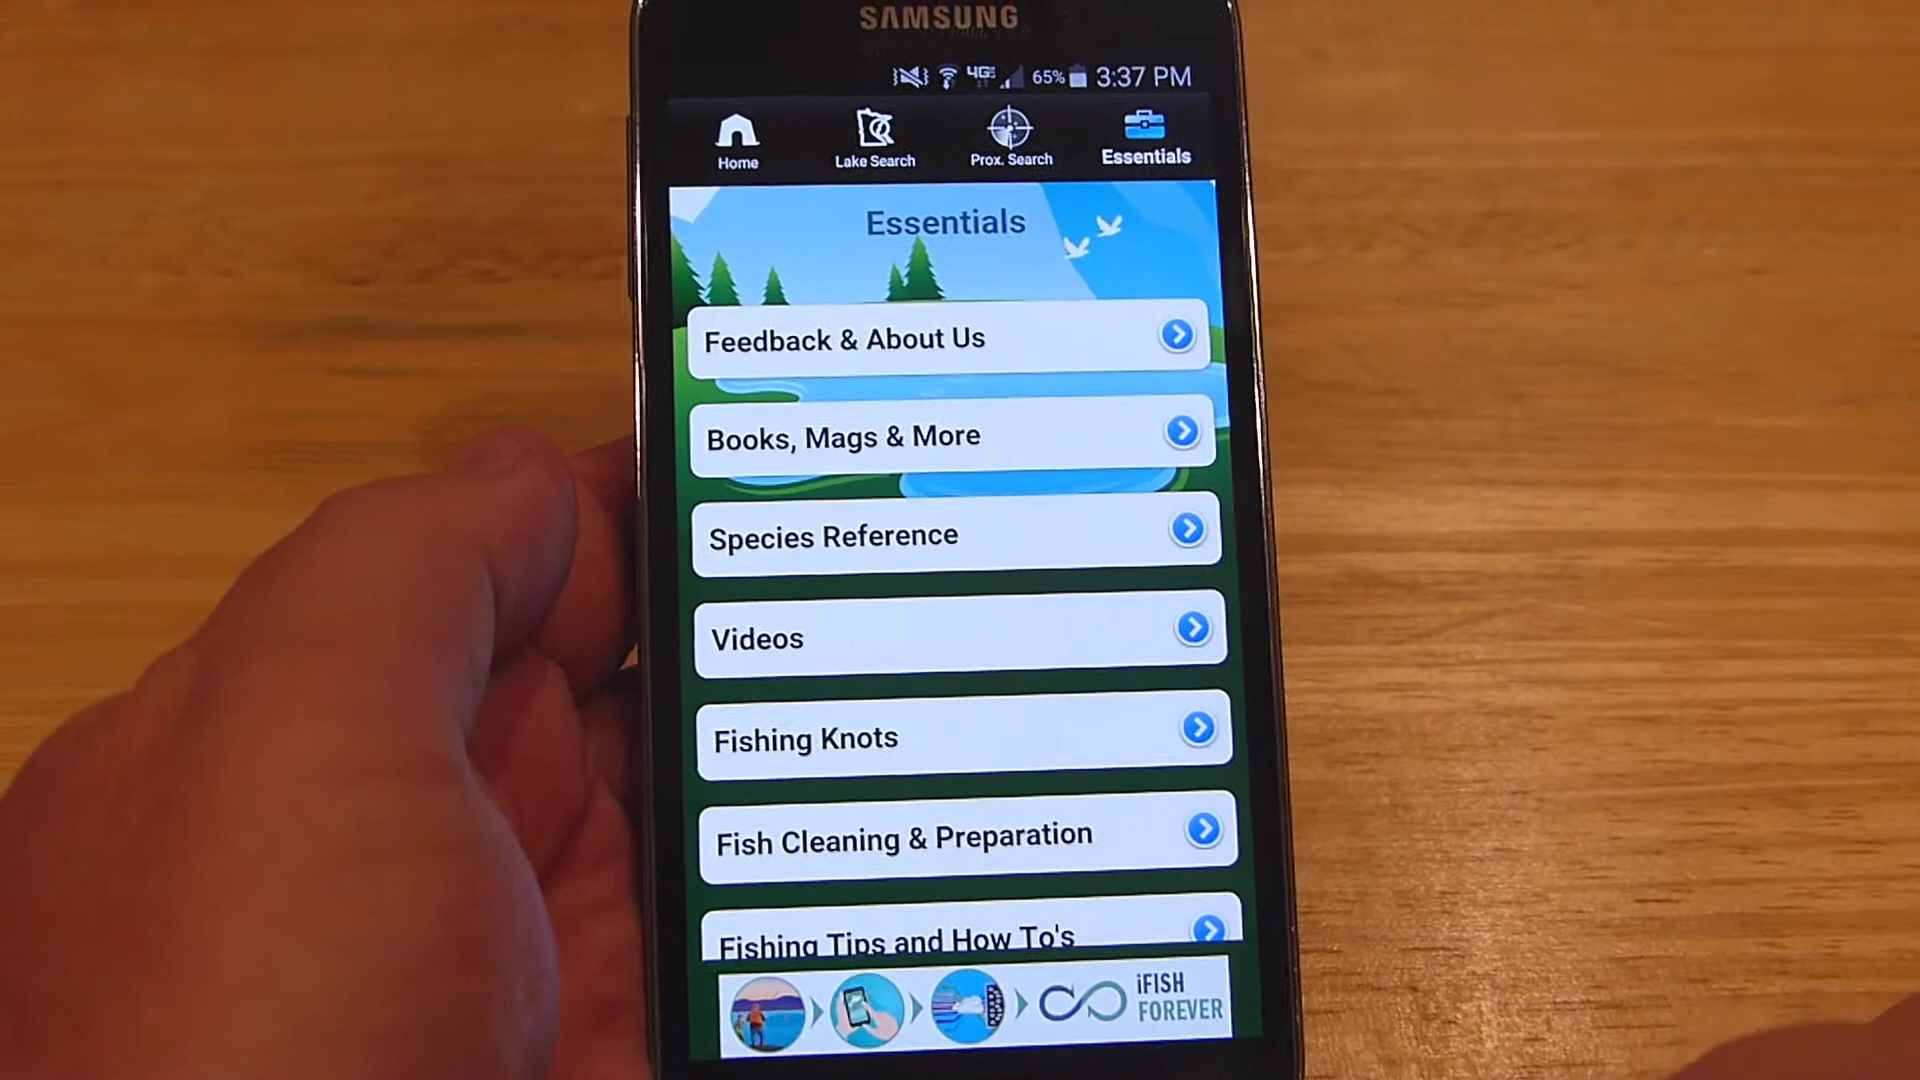 SAMSUNG
4G 65% 3:37 PM
Home Lake Search Prox. Search Essentials
Essentials
Feedback & About Us
Books, Mags & More
Species Reference
Videos
Fishing Knots
Fish Cleaning & Preparation
Fishing Tips and How To's
iFISH
FOREVER